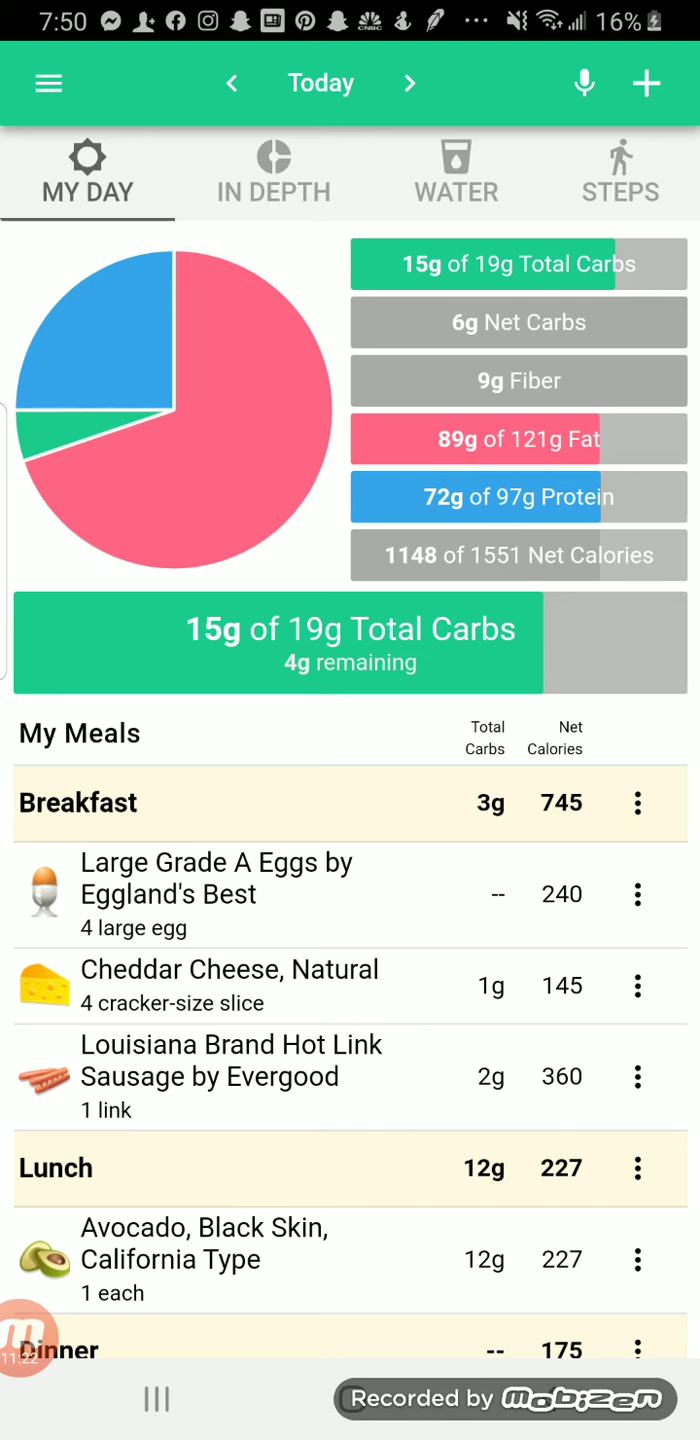 7:50
CNBC
16%
Today
MY DAY
IN DEPTH
WATER
STEPS
15g of 19g Total Carbs
6g Net Carbs
9g Fiber
89g of 121g Fat
72g of 97g Protein
1148 of 1551 Net Calories
15g of 19g Total Carbs
4g remaining
My Meals
Total Carbs
Net Calories
Breakfast 3g 745
Large Grade A Eggs by
Eggland's Best -- 240
4 large egg
Cheddar Cheese, Natural
4 cracker-size slice 1g 145
Louisiana Brand Hot Link
Sausage by Evergood 2g 360
1 link
Lunch 12g 227
Avocado, Black Skin,
California Type 12g 227
1 each
Dinner -- 175
11:22
Recorded by mobizen